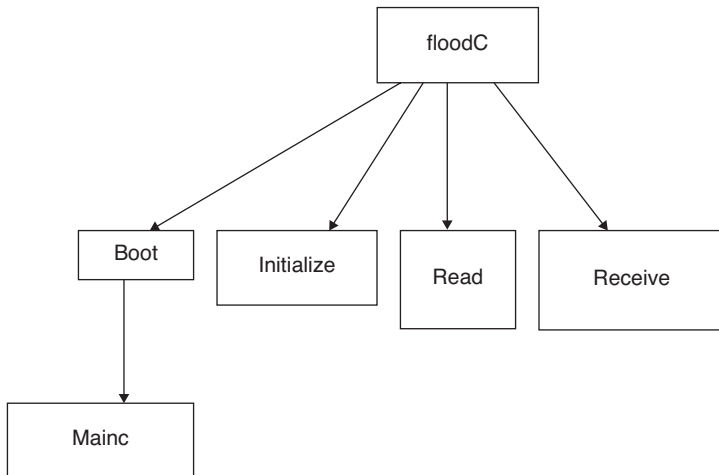 floodC
Boot
Initialize
Read
Receive
Mainc